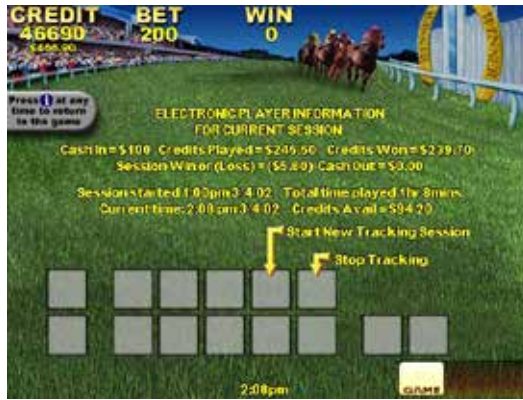 CREDIT BET WIN
46690 200 0
$466.90
Press i at any
time to return
to the game
ELECTRONIC PLAYER INFORMATION
FOR CURRENT SESSION
Cash In = $100 Credits Played = $245.50 Credits Won = $239.70
Session Win or (Loss) = ($5.80) Cash Out = $0.00
Session started 1:00pm 3/4/02 Total time played 1hr 8mins
Current time: 2:08 pm 3/4/02 Credits Avail = $94.20
Start New Tracking Session
Stop Tracking
2:08pm
GAME